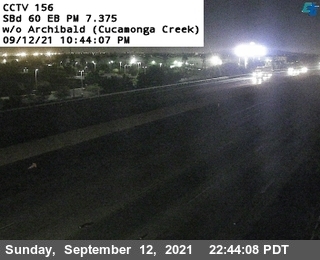 CCTV 156
SBd 60 EB PM 7.375
w/o Archibald (Cucamonga Creek)
09/12/21 10:44:07 PM
Sunday, September 12, 2021 22:44:08 PDT